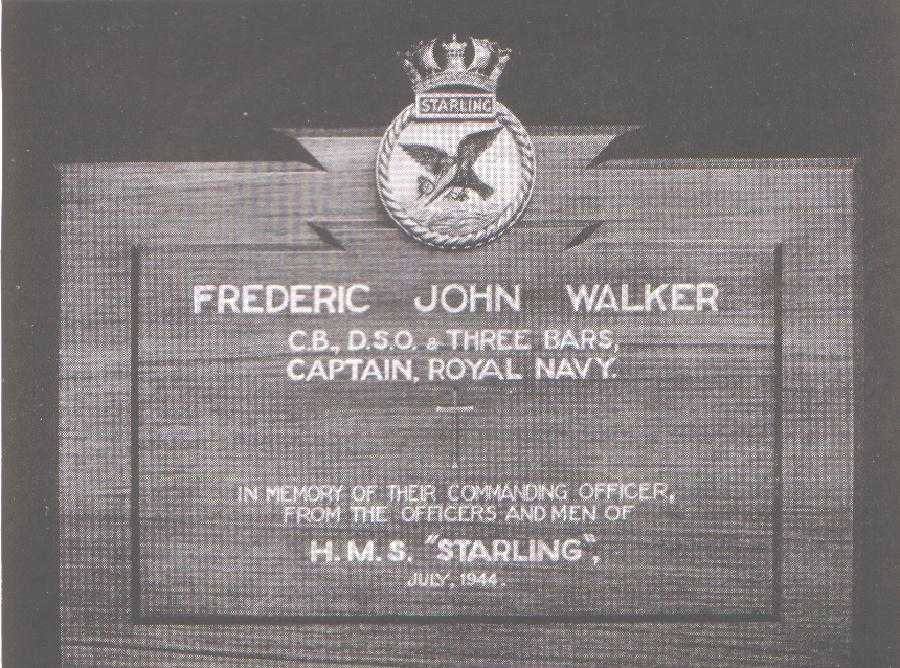 STARLING
FREDERIC JOHN WALKER
C.B., D.S.O. & THREE BARS,
CAPTAIN, ROYAL NAVY.
IN MEMORY OF THEIR COMMANDING OFFICER,
FROM THE OFFICERS AND MEN OF
H.M.S. "STARLING",
JULY, 1944.